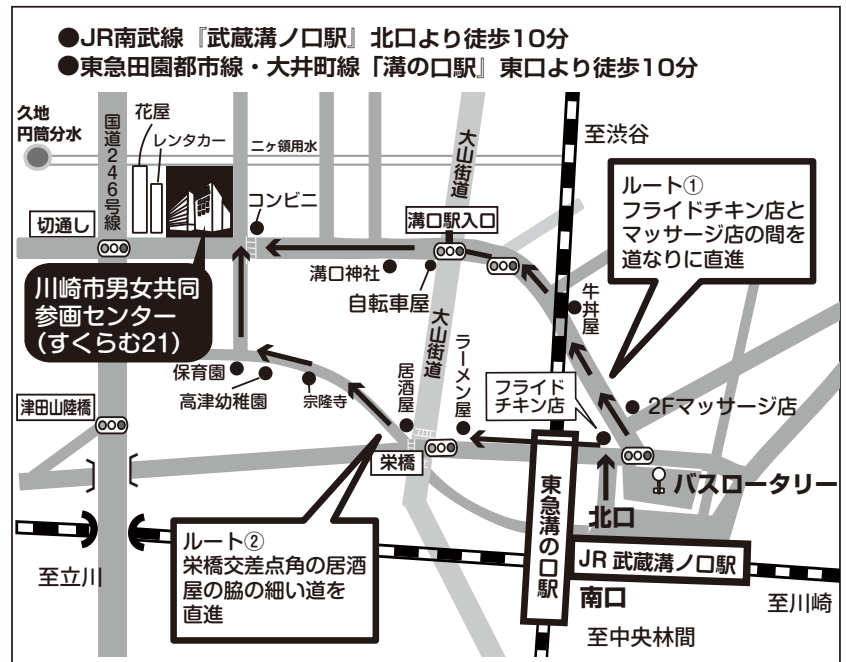 ●JR南武線『武蔵溝ノ口駅』北口より徒歩10分
●東急田園都市線・大井町線「溝の口駅』東口より徒歩10分
久地
円筒分水
国道246号線
花屋
レンタカー
二ヶ領用水
大山街道
至渋谷
ルート①
フライドチキン店と
マッサージ店の間を
道なりに直進
コンビニ
溝口駅入口
切通し
溝口神社
自転車屋
牛丼屋
川崎市男女共同
参画センター
(すくらむ21)
大山街道
ラーメン屋
居酒屋
保育園
高津幼稚園
宗隆寺
フライド
チキン店
2Fマッサージ店
津田山陸橋
栄橋
バスロータリー
北口
東急溝の口駅
ルート②
栄橋交差点角の居酒
屋の脇の細い道を
直進
JR 武蔵溝ノ口駅
至立川
南口
至川崎
至中央林間